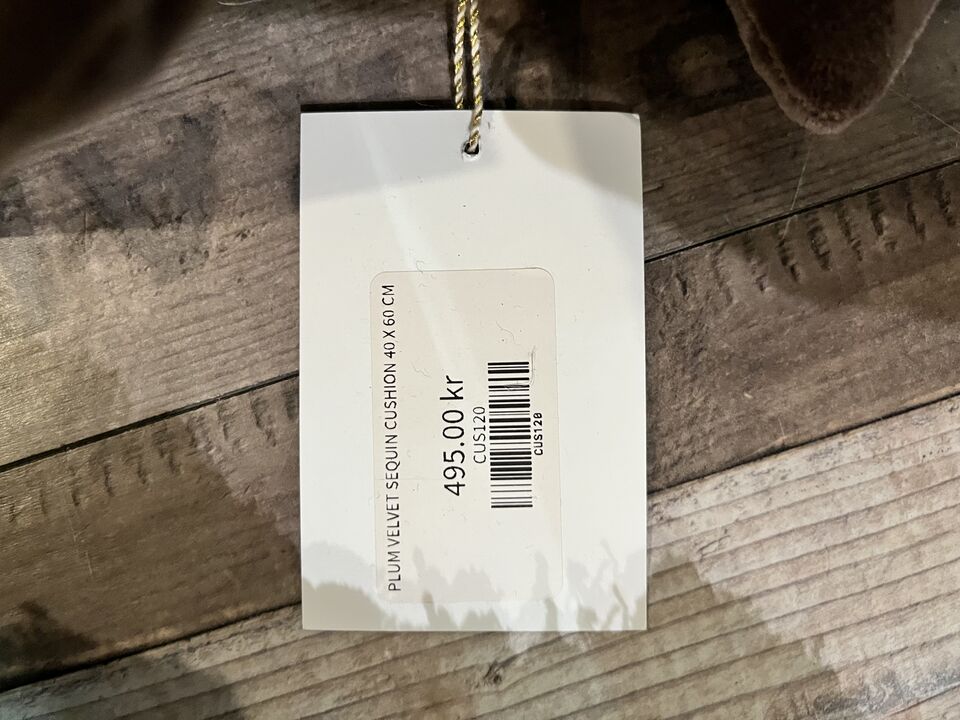 PLUM VELVET SEQUIN CUSHION 40 X 60 CM
495.00 kr
CUS120
CUS120